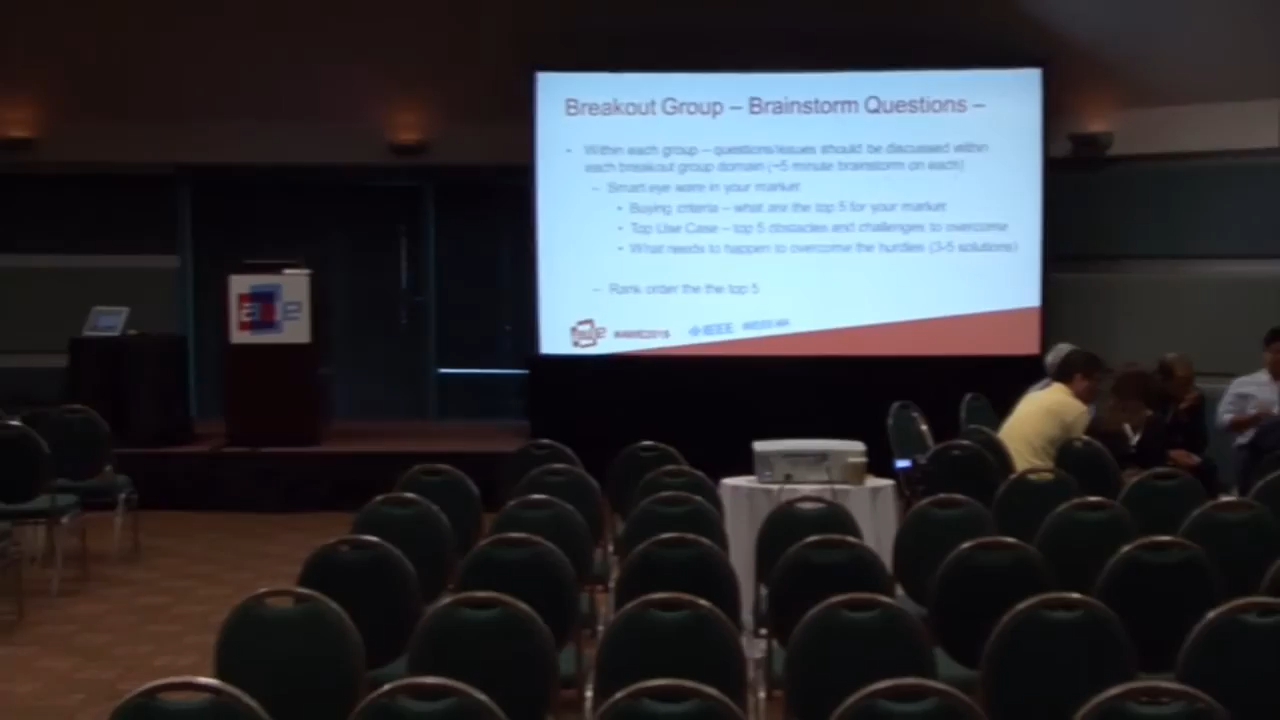 Breakout Group – Brainstorm Questions –
• Within each group – questions/issues should be discussed within
each breakout group domain (~5 minute brainstorm on each)
– Smart eye ware in your market
• Buying criteria – what are the top 5 for your market
• Top Use Case – top 5 obstacles and challenges to overcome
• What needs to happen to overcome the hurdles (3-5 solutions)
– Rank order the the top 5
IEEE